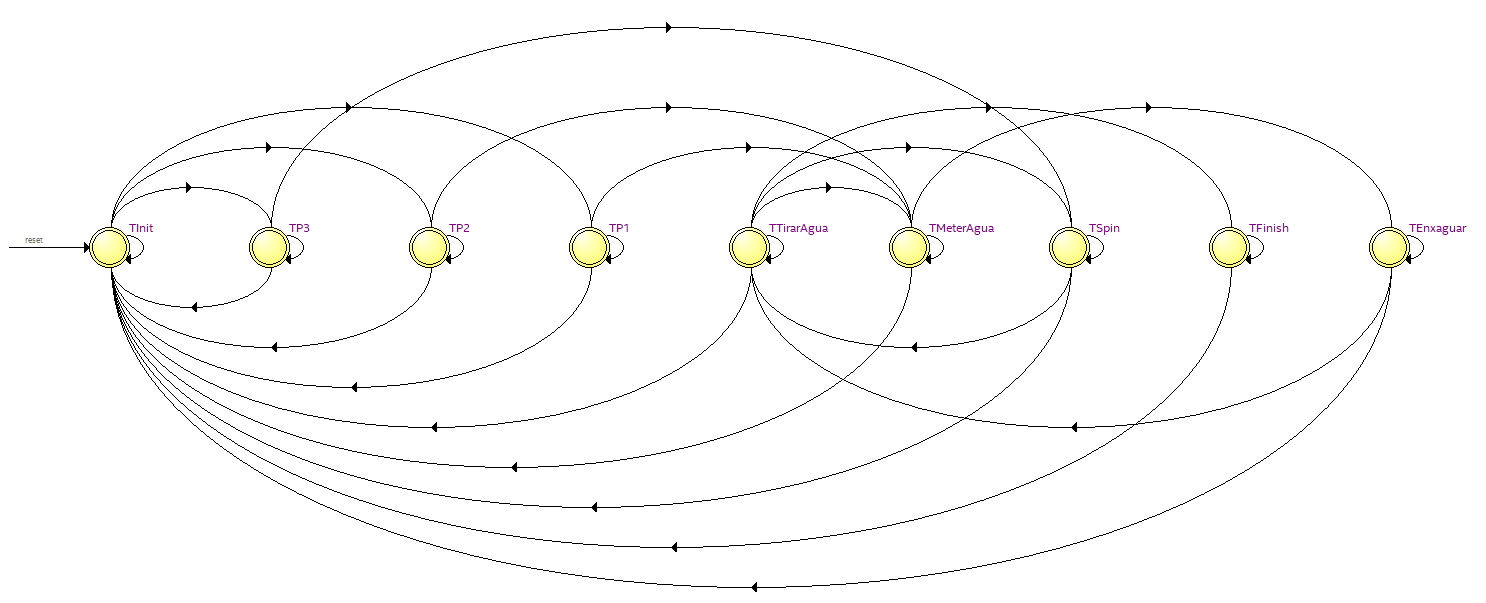 reset
TInit
TP3
TP2
TP1
TTirarAgua
TMeterAgua
TSpin
TFinish
TEnxaguar